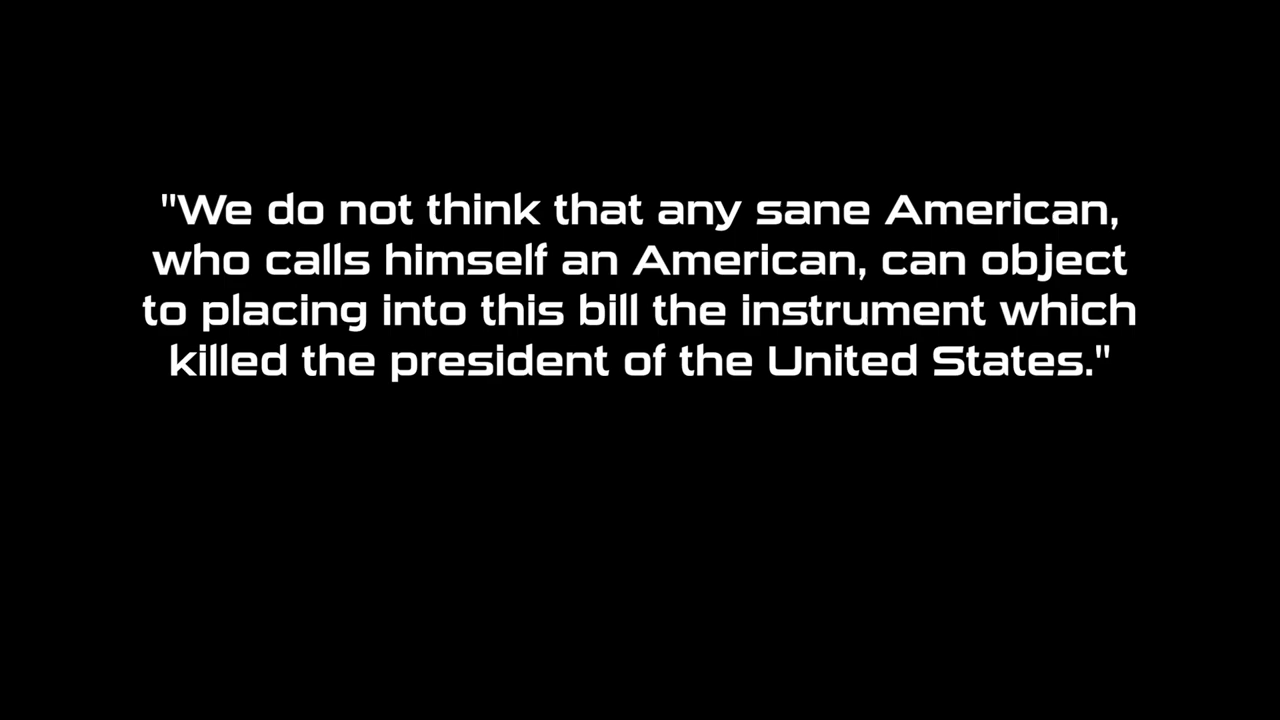 "We do not think that any sane American,
who calls himself an American, can object
to placing into this bill the instrument which
killed the president of the United States."